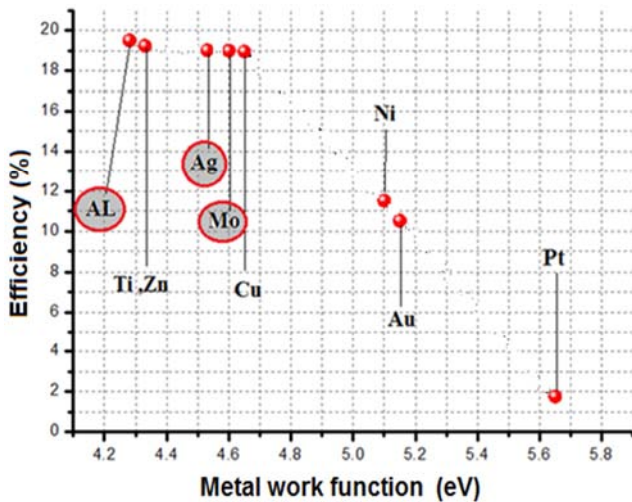 20
18
16
14
12
10
8
6
4
2
0
Efficiency (%)
AL
Ti ,Zn
Ag
Mo
Cu
Ni
Au
Pt
4.2 4.4 4.6 4.8 5.0 5.2 5.4 5.6 5.8
Metal work function (eV)